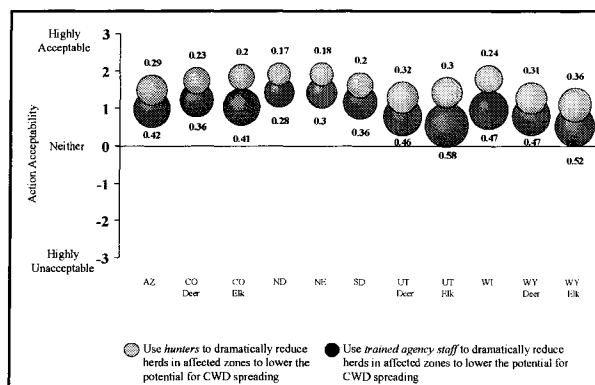 Highly
Acceptable
Neither
Highly
Unacceptable
Action Acceptability
3
2
1
0
-1
-2
-3
0.29
0.23
0.2
0.17
0.18
0.2
0.32
0.3
0.24
0.31
0.36
0.42
0.36
0.41
0.28
0.3
0.36
0.46
0.58
0.47
0.47
0.52
AZ
CO
Deer
CO
Elk
ND
NE
SD
UT
Deer
UT
Elk
WI
WY
Deer
WY
Elk
Use hunters to dramatically reduce
herds in affected zones to lower the
potential for CWD spreading
Use trained agency staff to dramatically reduce
herds in affected zones to lower the potential for
CWD spreading